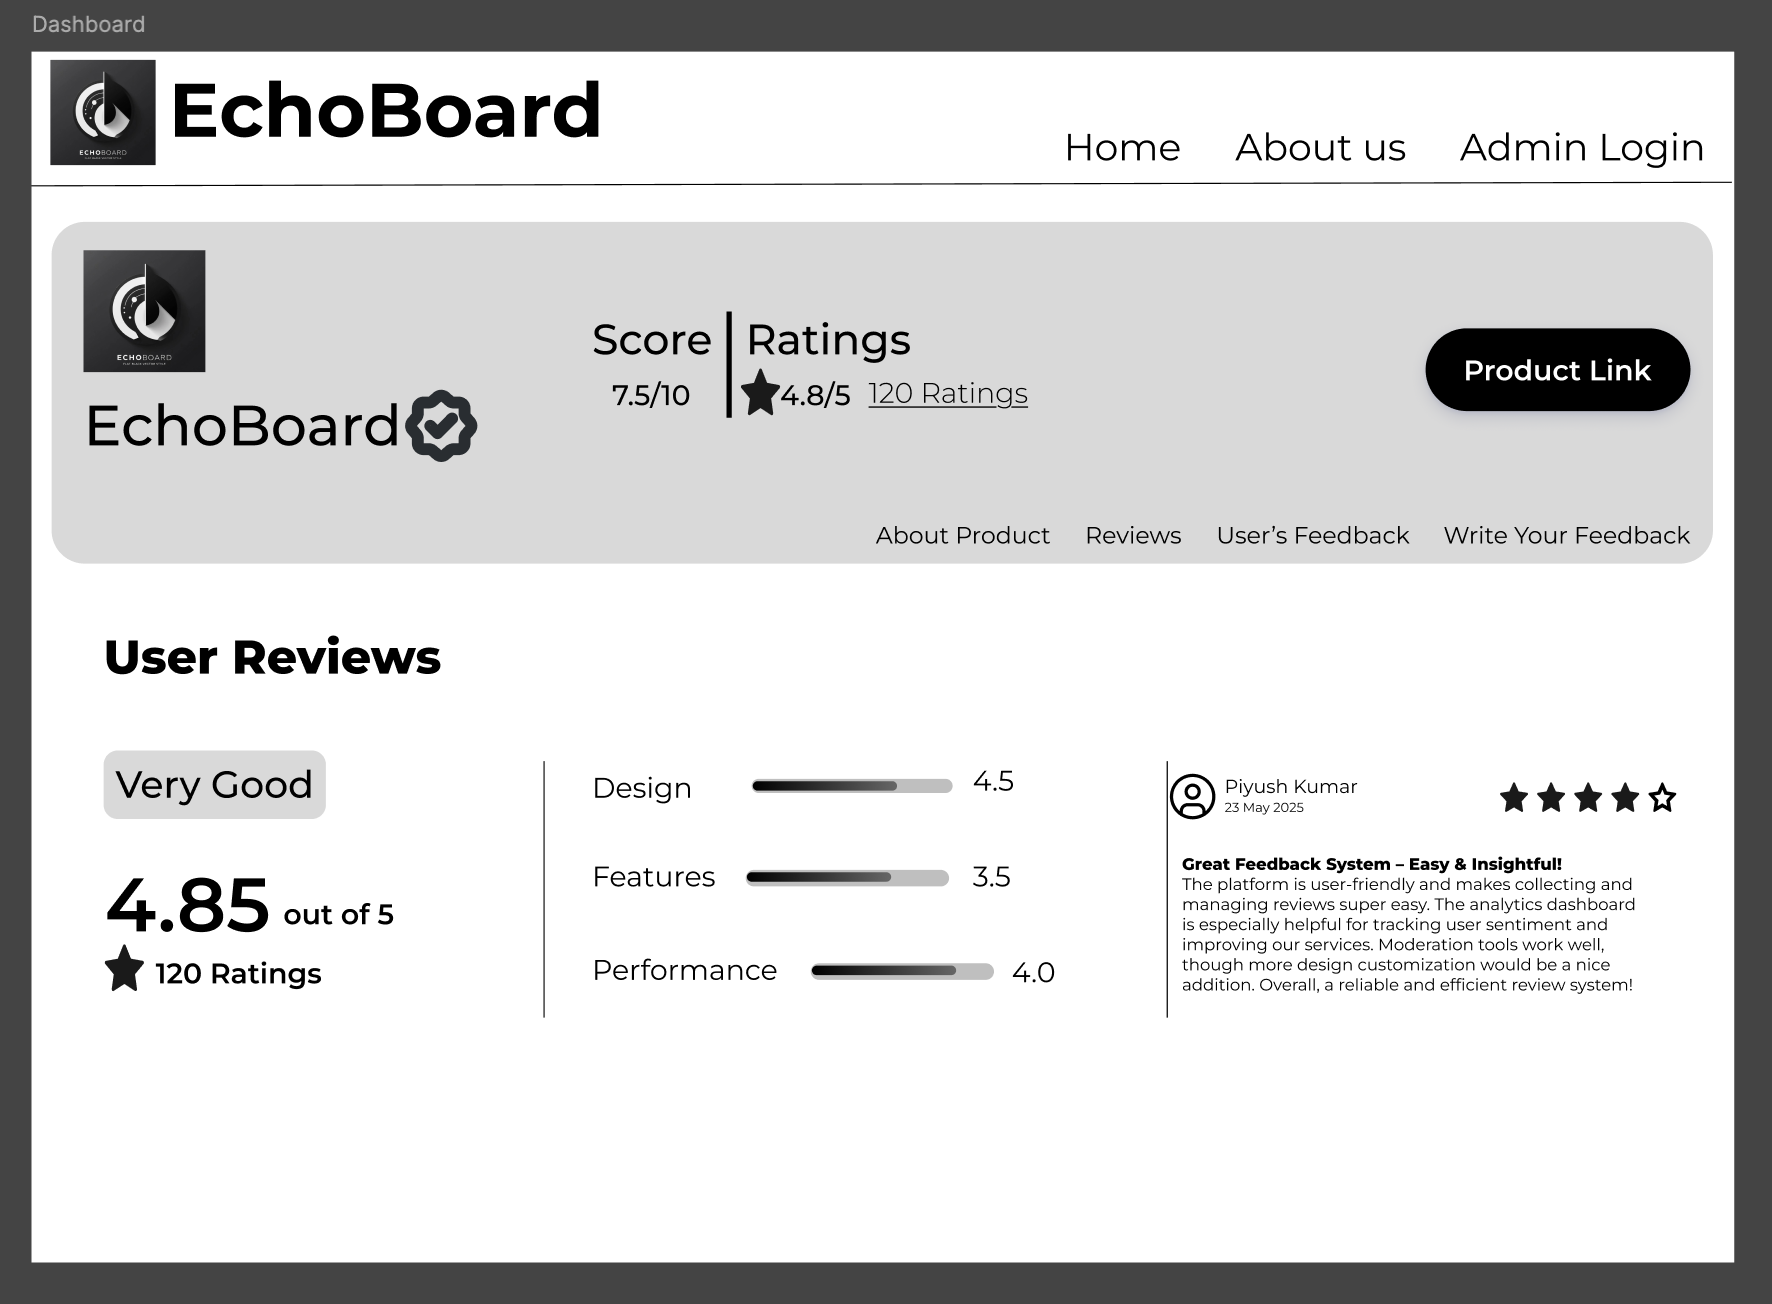 Dashboard
ECHOBOARD
EchoBoard
Home About us Admin Login
ECHOBOARD
EchoBoard
Score Ratings
7.5/10 4.8/5 120 Ratings
Product Link
About Product Reviews User’s Feedback Write Your Feedback
User Reviews
Very Good
4.85 out of 5
120 Ratings
Design 4.5
Features 3.5
Performance 4.0
Piyush Kumar
23 May 2025
Great Feedback System – Easy & Insightful!
The platform is user-friendly and makes collecting and
managing reviews super easy. The analytics dashboard
is especially helpful for tracking user sentiment and
improving our services. Moderation tools work well,
though more design customization would be a nice
addition. Overall, a reliable and efficient review system!